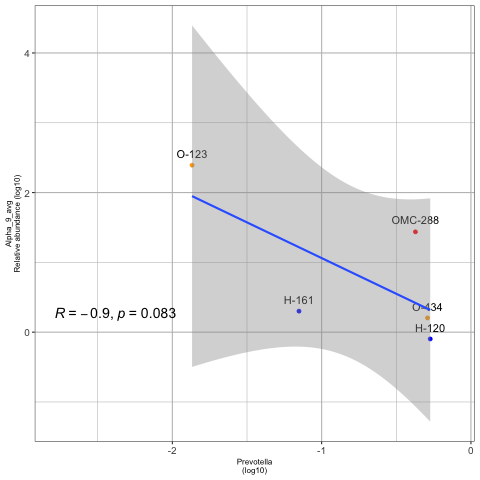 4
2
0
Alpha_9_avg
Relative abundance (log10)
O-123
OMC-288
H-161
O-434
H-120
R = −0.9, p = 0.083
-2
-1
0
Prevotella
(log10)